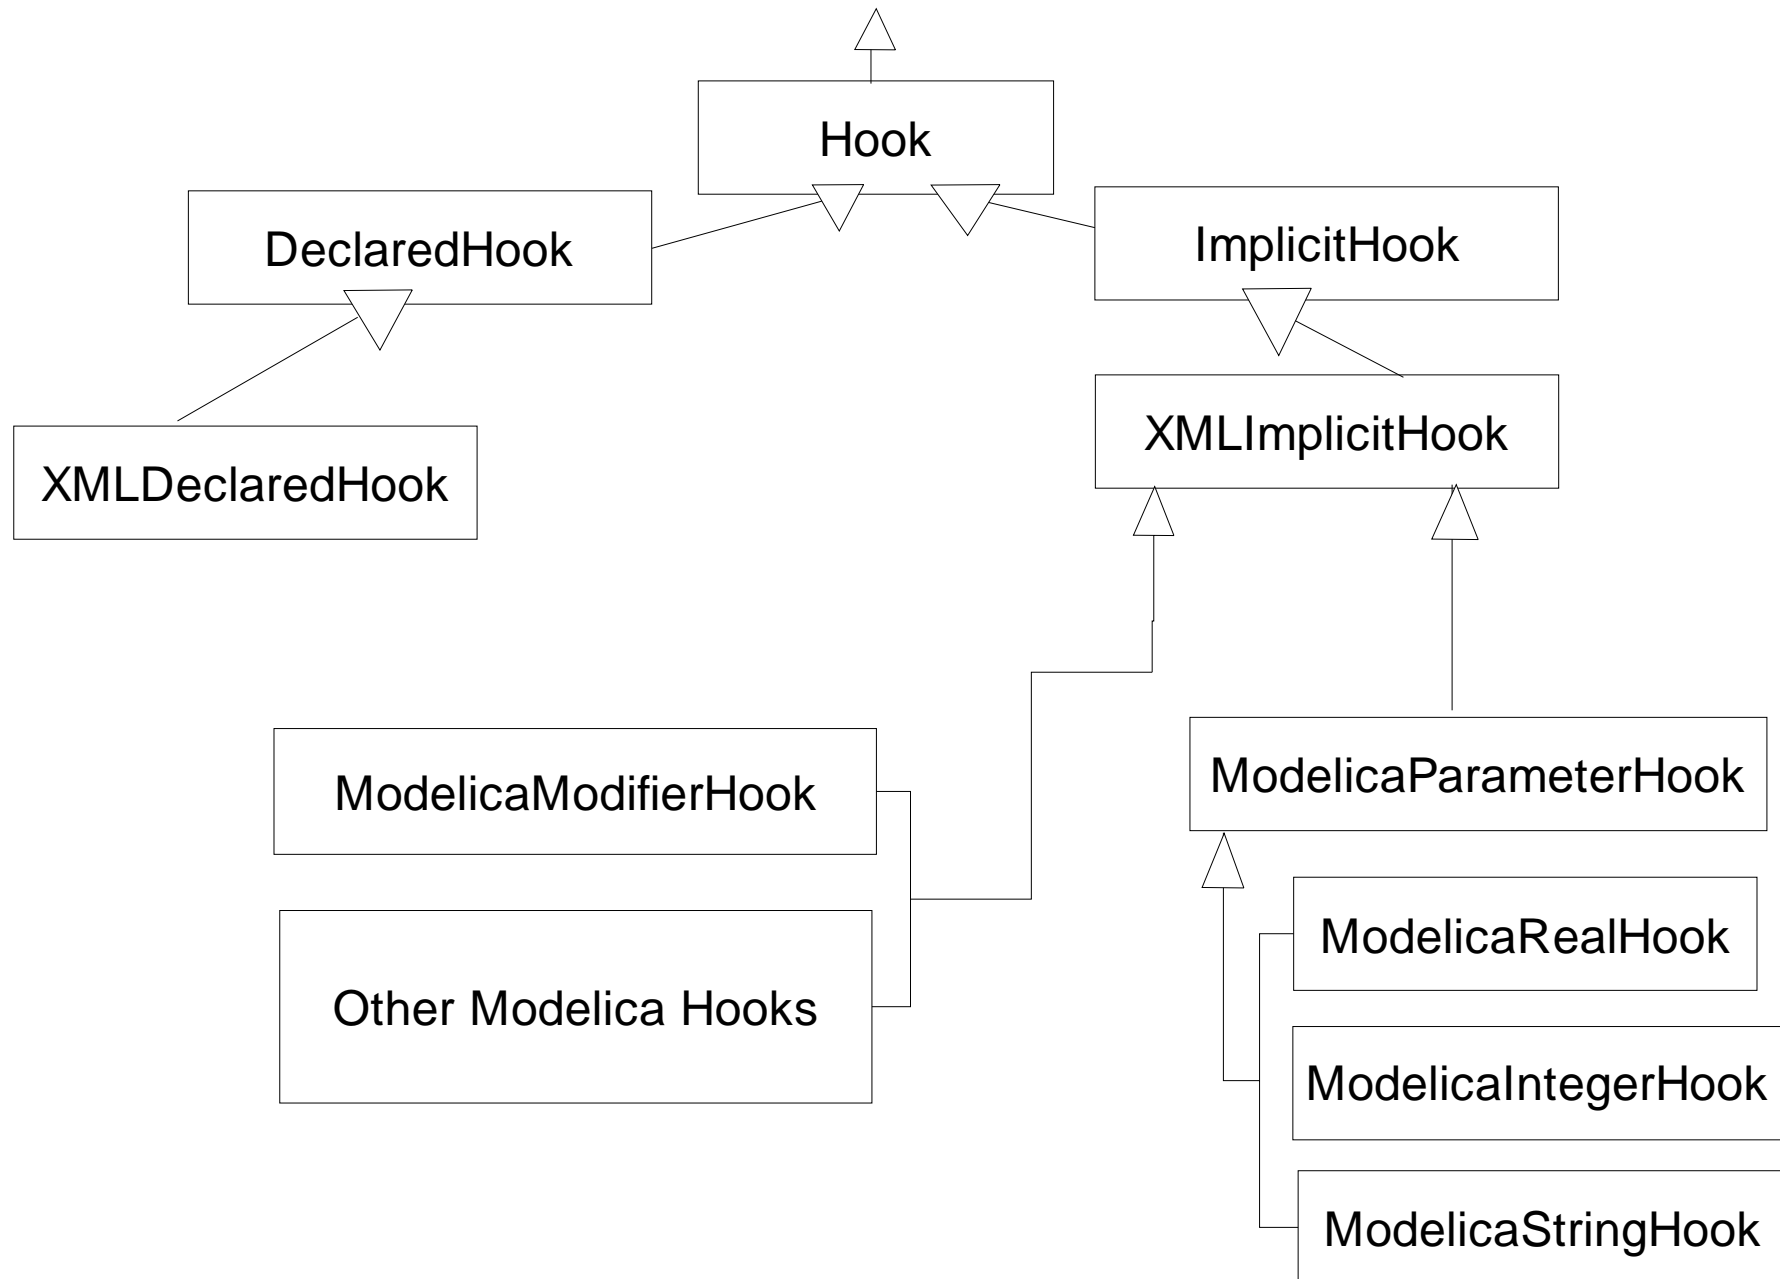 Hook
DeclaredHook
ImplicitHook
XMLImplicitHook
XMLDeclaredHook
ModelicaModifierHook
ModelicaParameterHook
ModelicaRealHook
Other Modelica Hooks
ModelicaIntegerHook
ModelicaStringHook